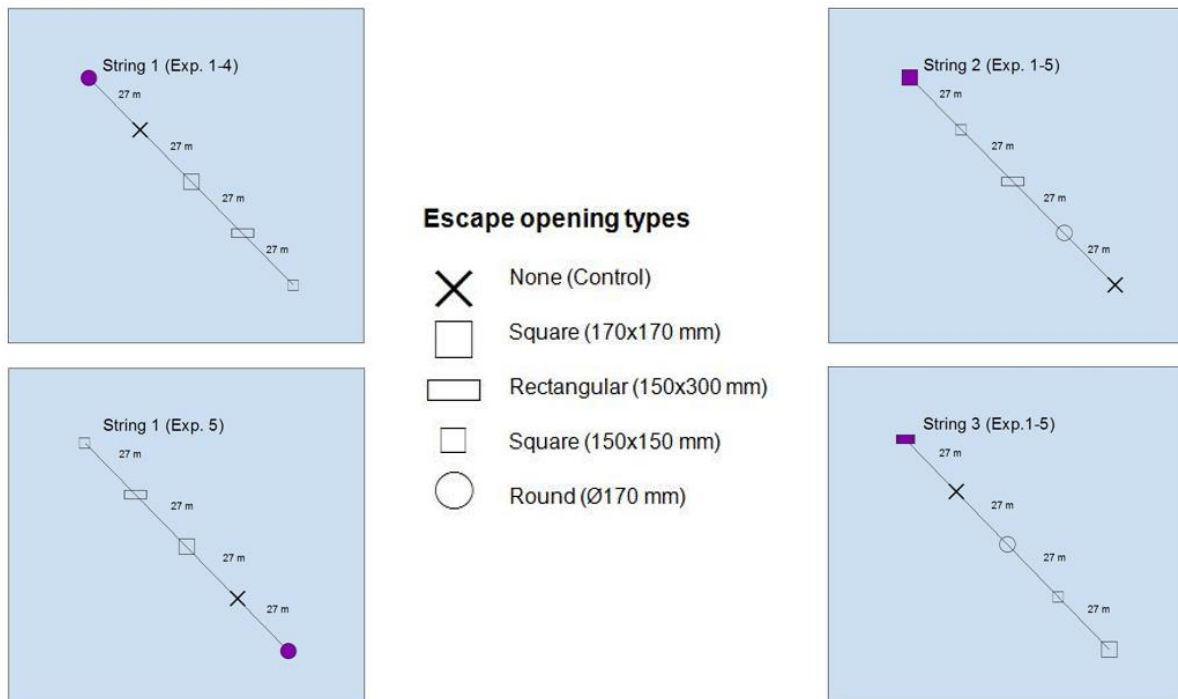 String 1 (Exp. 1-4)
27 m
27 m
27 m
27 m
String 1 (Exp. 5)
27 m
27 m
27 m
27 m
Escape opening types
None (Control)
Square (170x170 mm)
Rectangular (150x300 mm)
Square (150x150 mm)
Round (Ø170 mm)
String 2 (Exp. 1-5)
27 m
27 m
27 m
27 m
String 3 (Exp.1-5)
27 m
27 m
27 m
27 m